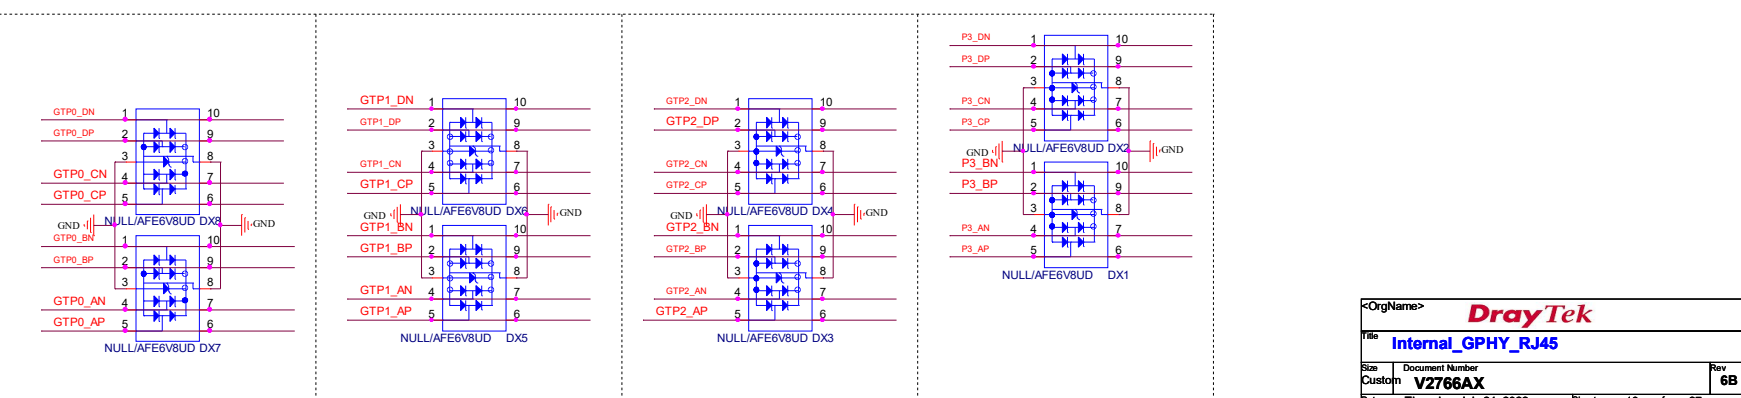 GTP0_DN 1 10
GTP0_DP 2 9
3 8
GTP0_CN 4 7
GTP0_CP 5 6
GND NULL/AFE6V8UD DX8 GND
GTP0_BN 1 10
GTP0_BP 2 9
3 8
GTP0_AN 4 7
GTP0_AP 5 6
NULL/AFE6V8UD DX7
GTP1_DN 1 10
GTP1_DP 2 9
3 8
GTP1_CN 4 7
GTP1_CP 5 6
GND NULL/AFE6V8UD DX6 GND
GTP1_BN 1 10
GTP1_BP 2 9
3 8
GTP1_AN 4 7
GTP1_AP 5 6
NULL/AFE6V8UD DX5
GTP2_DN 1 10
GTP2_DP 2 9
3 8
GTP2_CN 4 7
GTP2_CP 5 6
GND NULL/AFE6V8UD DX4 GND
GTP2_BN 1 10
GTP2_BP 2 9
3 8
GTP2_AN 4 7
GTP2_AP 5 6
NULL/AFE6V8UD DX3
P3_DN 1 10
P3_DP 2 9
3 8
P3_CN 4 7
P3_CP 5 6
GND NULL/AFE6V8UD DX2 GND
P3_BN 1 10
P3_BP 2 9
3 8
P3_AN 4 7
P3_AP 5 6
NULL/AFE6V8UD DX1
<OrgName> DrayTek
Title
Internal_GPHY_RJ45
Size Document Number Rev
Custom V2766AX 6B